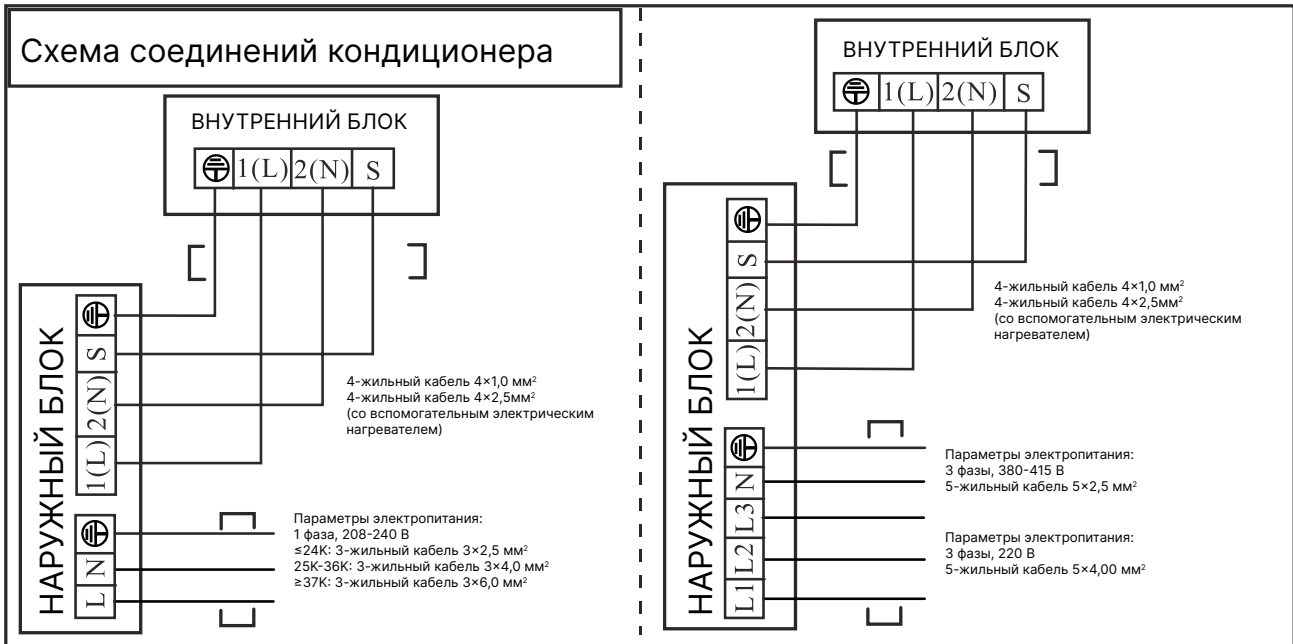 Схема соединений кондиционера
ВНУТРЕННИЙ БЛОК
1(L) 2(N) S
НАРУЖНЫЙ БЛОК
S
2(N)
1(L)
N
L
4-жильный кабель 4×1,0 мм²
4-жильный кабель 4×2,5мм²
(со вспомогательным электрическим
нагревателем)
Параметры электропитания:
1 фаза, 208-240 В
≤24K: 3-жильный кабель 3×2,5 мм²
25K-36K: 3-жильный кабель 3×4,0 мм²
≥37K: 3-жильный кабель 3×6,0 мм²
ВНУТРЕННИЙ БЛОК
1(L) 2(N) S
НАРУЖНЫЙ БЛОК
S
2(N)
1(L)
N
L3
L2
L1
4-жильный кабель 4×1,0 мм²
4-жильный кабель 4×2,5мм²
(со вспомогательным электрическим
нагревателем)
Параметры электропитания:
3 фазы, 380-415 В
5-жильный кабель 5×2,5 мм²
Параметры электропитания:
3 фазы, 220 В
5-жильный кабель 5×4,00 мм²